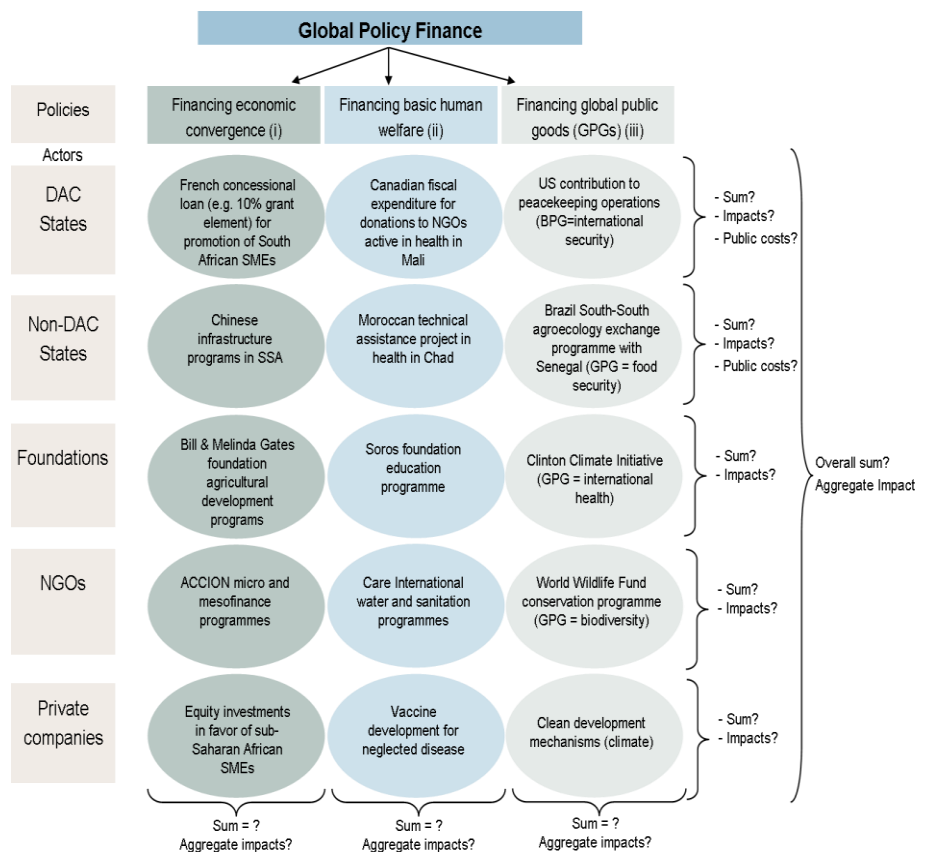 Global Policy Finance
Policies
Financing economic
convergence (i)
Financing basic human
welfare (ii)
Financing global public
goods (GPGs) (iii)
Actors
DAC
States
French concessional
loan (e.g. 10% grant
element) for
promotion of South
African SMEs
Canadian fiscal
expenditure for
donations to NGOs
active in health in
Mali
US contribution to
peacekeeping operations
(BPG=international
security)
- Sum?
- Impacts?
- Public costs?
Non-DAC
States
Chinese
infrastructure
programs in SSA
Moroccan technical
assistance project in
health in Chad
Brazil South-South
agroecology exchange
programme with
Senegal (GPG = food
security)
- Sum?
- Impacts?
- Public costs?
Foundations
Bill & Melinda Gates
foundation
agricultural
development
programs
Soros foundation
education
programme
Clinton Climate Initiative
(GPG = international
health)
- Sum?
- Impacts?
Overall sum?
Aggregate Impact
NGOs
ACCION micro and
mesofinance
programmes
Care International
water and sanitation
programmes
World Wildlife Fund
conservation programme
(GPG = biodiversity)
- Sum?
- Impacts?
Private
companies
Equity investments
in favor of sub-
Saharan African
SMEs
Vaccine
development for
neglected disease
Clean development
mechanisms (climate)
- Sum?
- Impacts?
Sum = ?
Aggregate impacts?
Sum = ?
Aggregate impacts?
Sum = ?
Aggregate impacts?